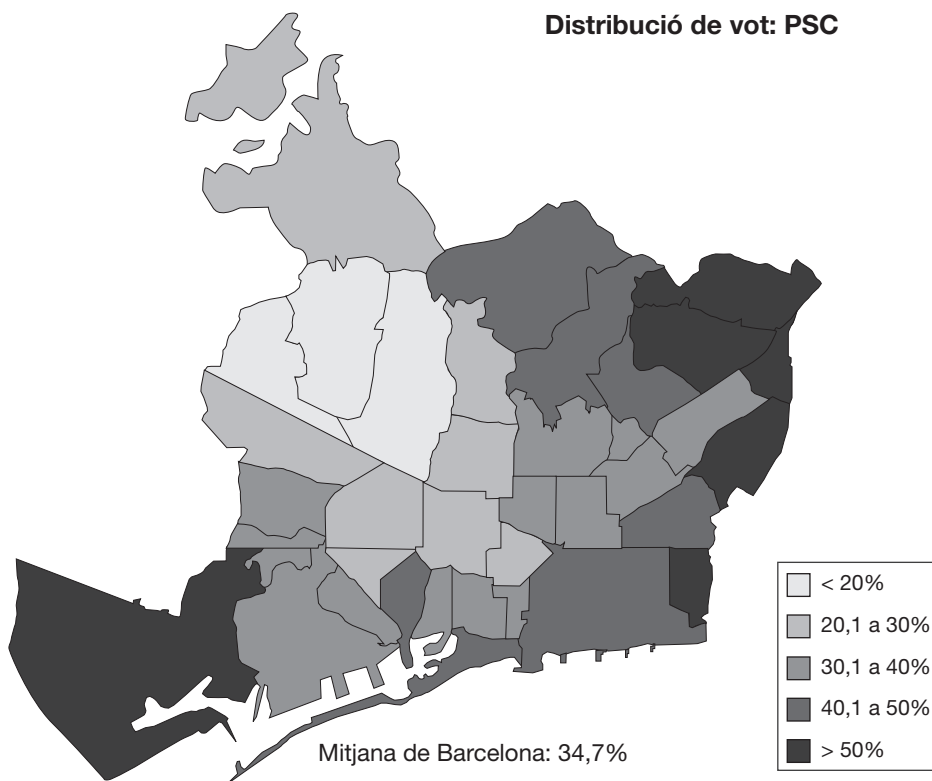 Distribució de vot: PSC
< 20%
20,1 a 30%
30,1 a 40%
40,1 a 50%
> 50%
Mitjana de Barcelona: 34,7%